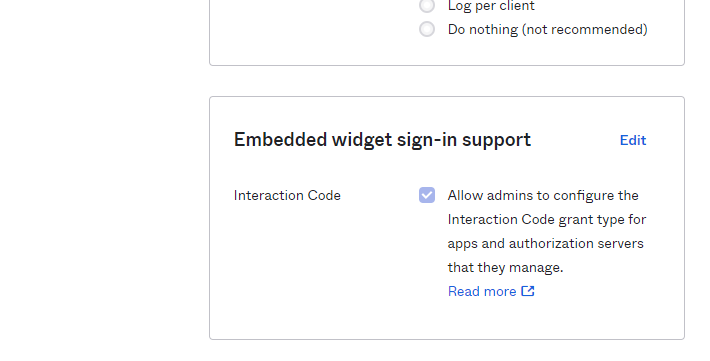 Log per client
Do nothing (not recommended)
Embedded widget sign-in support
Edit
Interaction Code
Allow admins to configure the
Interaction Code grant type for
apps and authorization servers
that they manage.
Read more